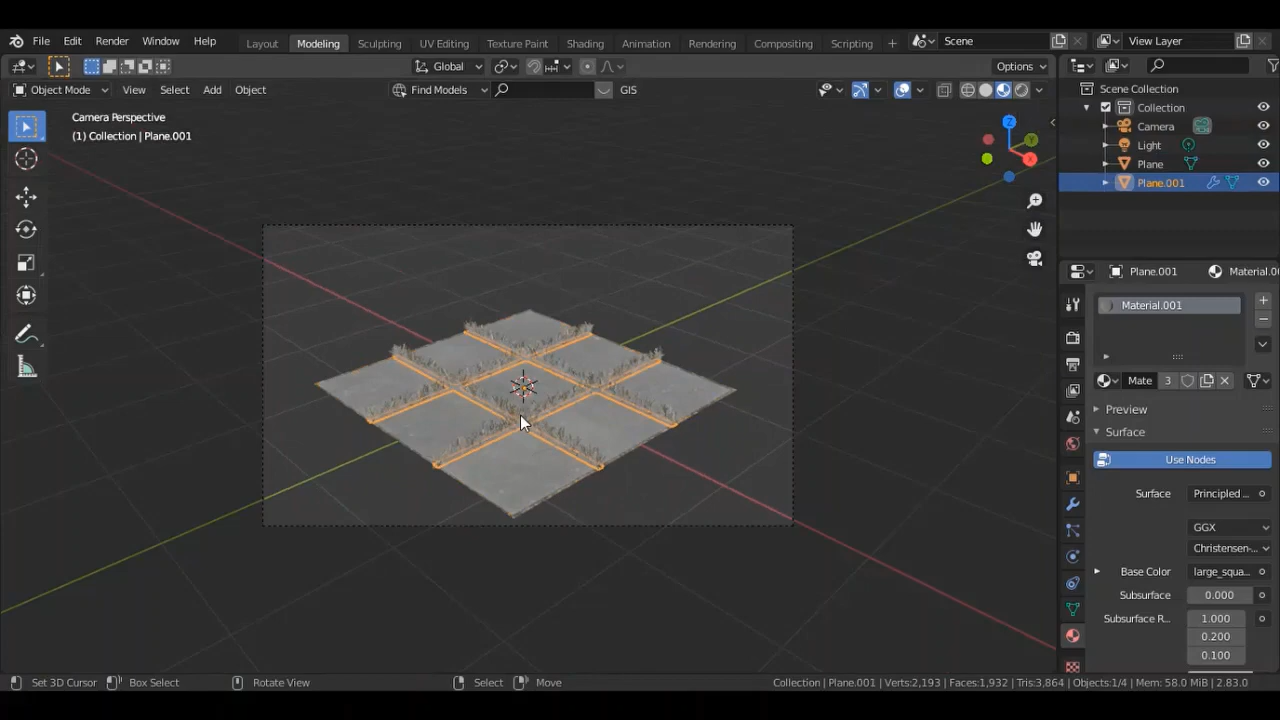 File Edit Render Window Help Layout Modeling Sculpting UV Editing Texture Paint Shading Animation Rendering Compositing Scripting + Scene View Layer
Global Options
Object Mode View Select Add Object Find Models GIS
Camera Perspective
(1) Collection | Plane.001
Z
Y
X
Scene Collection
Collection
Camera
Light
Plane
Plane.001
Plane.001 Material.00
Material.001
Mate 3
Preview
Surface
Use Nodes
Surface Principled ...
GGX
Christensen-...
Base Color large_squa...
Subsurface 0.000
Subsurface R... 1.000
0.200
0.100
Set 3D Cursor Box Select Rotate View Select Move Collection | Plane.001 | Verts:2,193 | Faces:1,932 | Tris:3,864 | Objects:1/4 | Mem: 58.0 MiB | 2.83.0